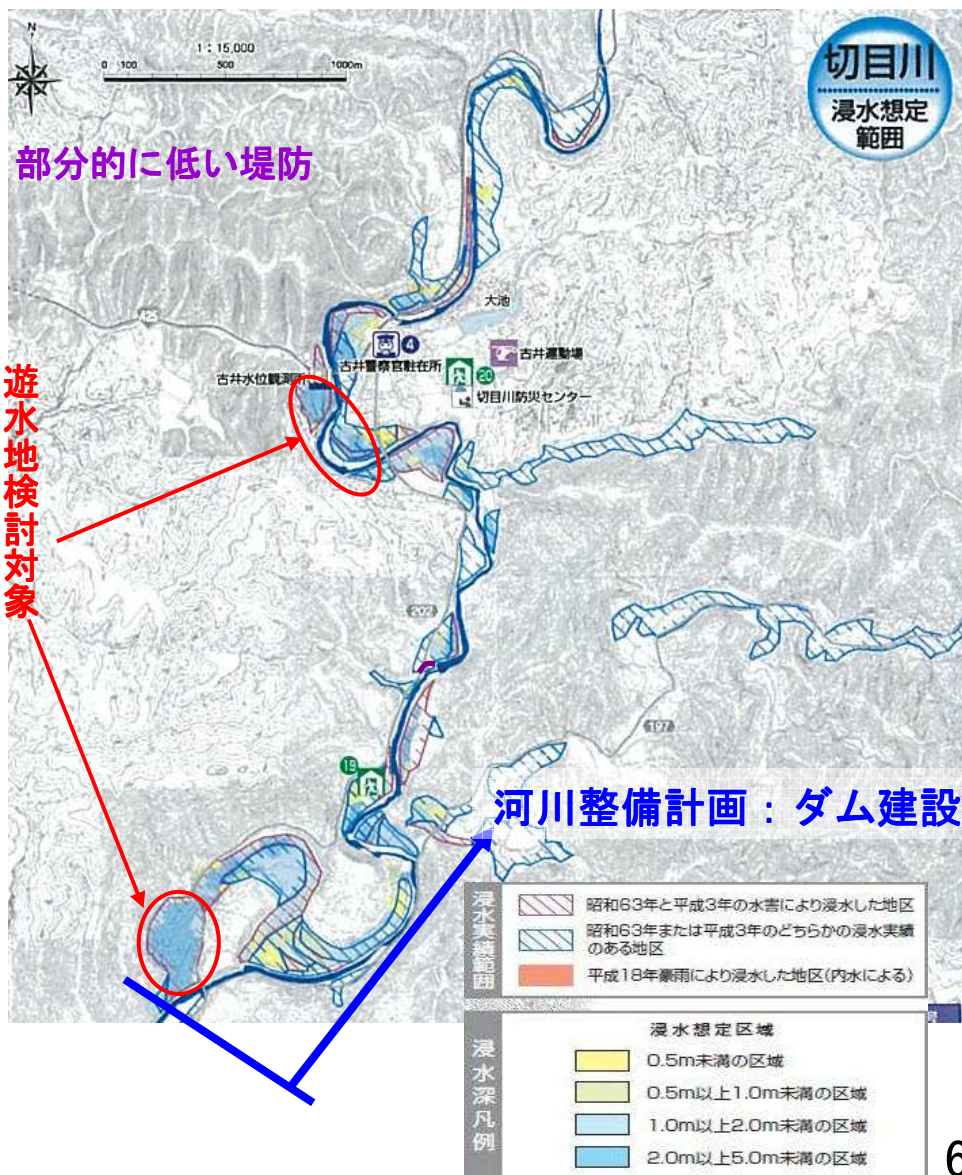 N
1：15,000
0 100 500 1000m
切目川
浸水想定
範囲
部分的に低い堤防
425
大池
4
古井警察官駐在所
古井運動場
20
切目川防災センター
古井水位観測所
遊水地検討対象
202
197
19
河川整備計画：ダム建設
浸水実績範囲
昭和63年と平成3年の水害により浸水した地区
昭和63年または平成3年のどちらかの浸水実績
のある地区
平成18年豪雨により浸水した地区(内水による)
浸水深凡例
浸水想定区域
0.5m未満の区域
0.5m以上1.0m未満の区域
1.0m以上2.0m未満の区域
2.0m以上5.0m未満の区域
6